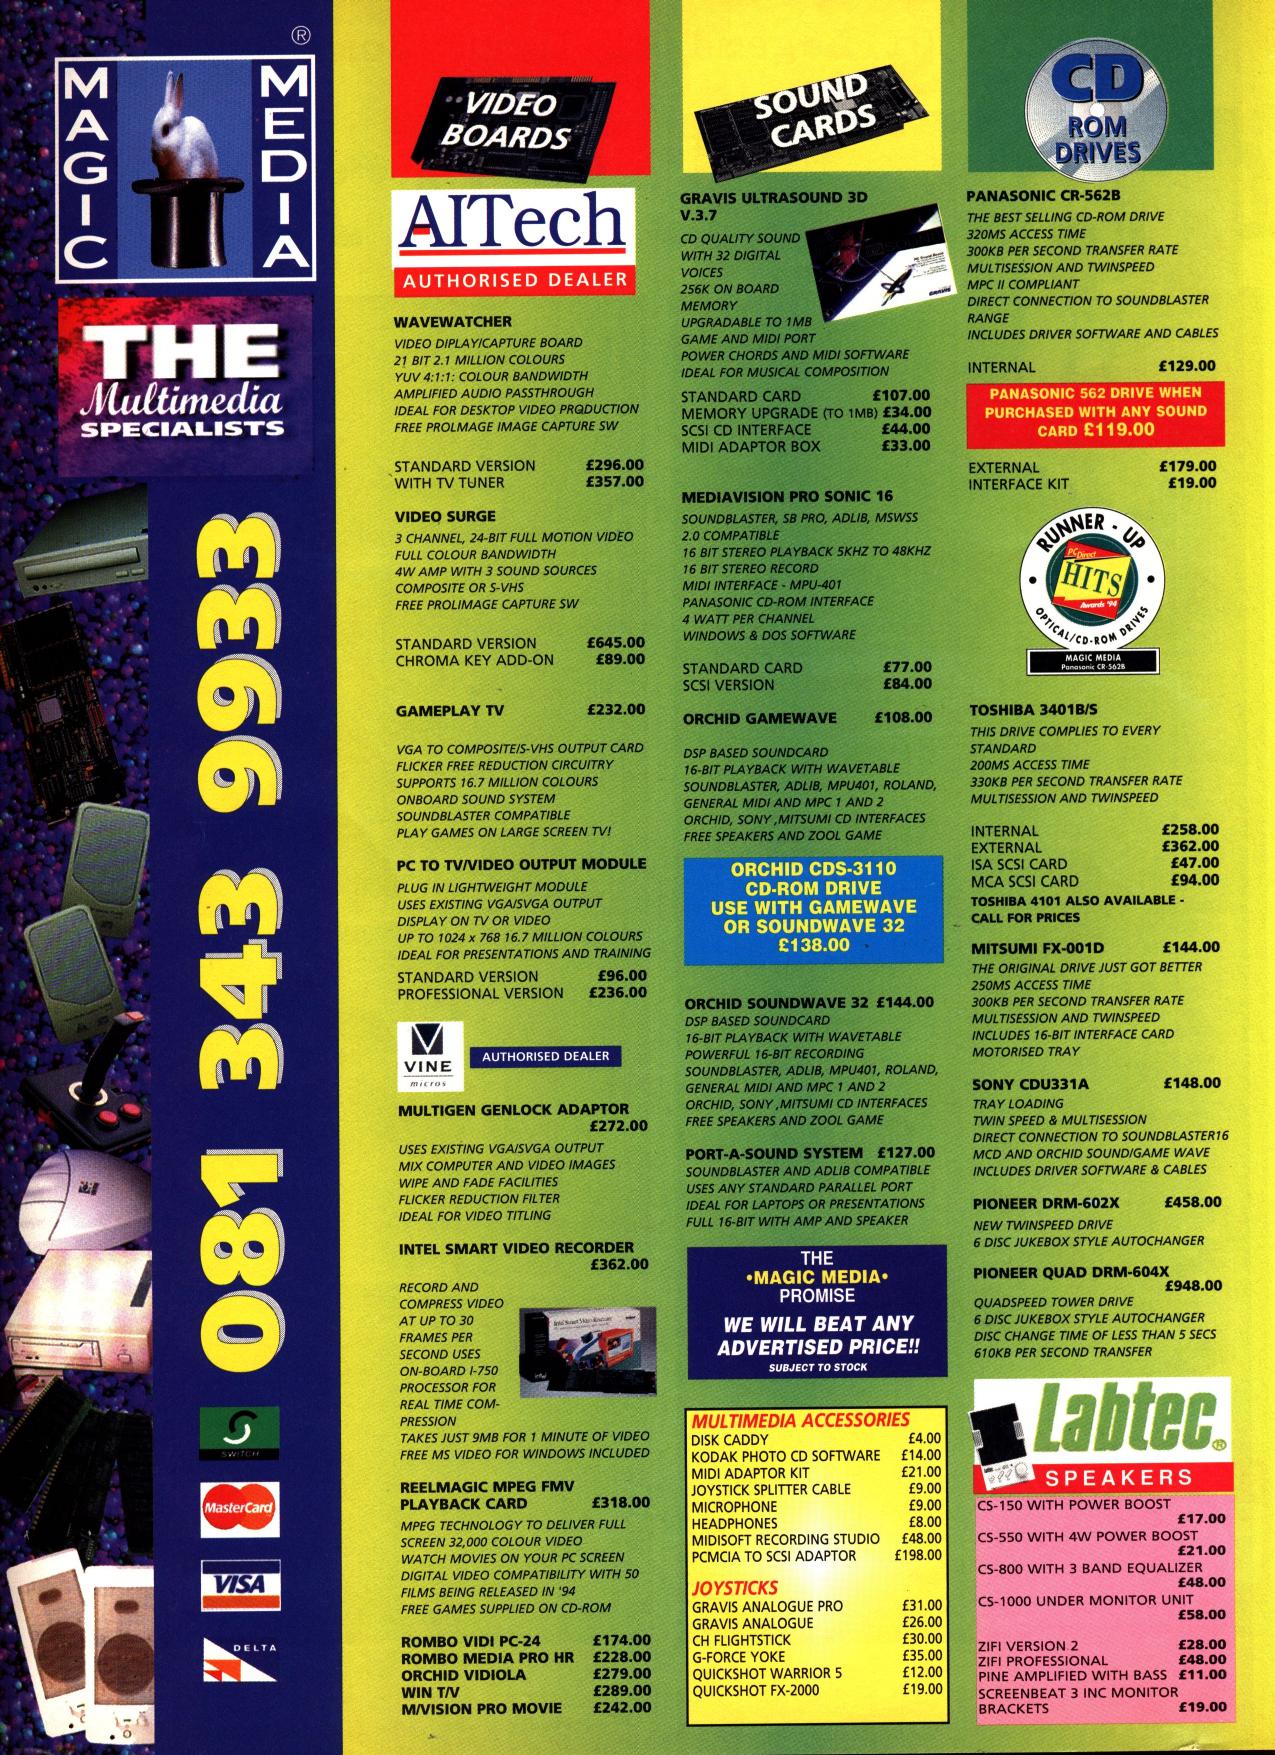 ®
MAGIC
MEDIA
THE
Multimedia
SPECIALISTS
081 343 9933
SWITCH
MasterCard
VISA
DELTA
VIDEO
BOARDS
AITech
AUTHORISED DEALER
WAVEWATCHER
VIDEO DIPLAY/CAPTURE BOARD
21 BIT 2.1 MILLION COLOURS
YUV 4:1:1: COLOUR BANDWIDTH
AMPLIFIED AUDIO PASSTHROUGH
IDEAL FOR DESKTOP VIDEO PRODUCTION
FREE PROLMAGE IMAGE CAPTURE SW
STANDARD VERSION £296.00
WITH TV TUNER £357.00
VIDEO SURGE
3 CHANNEL, 24-BIT FULL MOTION VIDEO
FULL COLOUR BANDWIDTH
4W AMP WITH 3 SOUND SOURCES
COMPOSITE OR S-VHS
FREE PROLIMAGE CAPTURE SW
STANDARD VERSION £645.00
CHROMA KEY ADD-ON £89.00
GAMEPLAY TV £232.00
VGA TO COMPOSITE/S-VHS OUTPUT CARD
FLICKER FREE REDUCTION CIRCUITRY
SUPPORTS 16.7 MILLION COLOURS
ONBOARD SOUND SYSTEM
SOUNDBLASTER COMPATIBLE
PLAY GAMES ON LARGE SCREEN TV!
PC TO TV/VIDEO OUTPUT MODULE
PLUG IN LIGHTWEIGHT MODULE
USES EXISTING VGA/SVGA OUTPUT
DISPLAY ON TV OR VIDEO
UP TO 1024 x 768 16.7 MILLION COLOURS
IDEAL FOR PRESENTATIONS AND TRAINING
STANDARD VERSION £96.00
PROFESSIONAL VERSION £236.00
VINE
micros
AUTHORISED DEALER
MULTIGEN GENLOCK ADAPTOR
£272.00
USES EXISTING VGA/SVGA OUTPUT
MIX COMPUTER AND VIDEO IMAGES
WIPE AND FADE FACILITIES
FLICKER REDUCTION FILTER
IDEAL FOR VIDEO TITLING
INTEL SMART VIDEO RECORDER
£362.00
RECORD AND
COMPRESS VIDEO
AT UP TO 30
FRAMES PER
SECOND USES
ON-BOARD I-750
PROCESSOR FOR
REAL TIME COM-
PRESSION
TAKES JUST 9MB FOR 1 MINUTE OF VIDEO
FREE MS VIDEO FOR WINDOWS INCLUDED
Intel Smart Video Recorder
REELMAGIC MPEG FMV
PLAYBACK CARD £318.00
MPEG TECHNOLOGY TO DELIVER FULL
SCREEN 32,000 COLOUR VIDEO
WATCH MOVIES ON YOUR PC SCREEN
DIGITAL VIDEO COMPATIBILITY WITH 50
FILMS BEING RELEASED IN '94
FREE GAMES SUPPLIED ON CD-ROM
ROMBO VIDI PC-24 £174.00
ROMBO MEDIA PRO HR £228.00
ORCHID VIDIOLA £279.00
WIN T/V £289.00
M/VISION PRO MOVIE £242.00
SOUND
CARDS
GRAVIS ULTRASOUND 3D
V.3.7
CD QUALITY SOUND
WITH 32 DIGITAL
VOICES
256K ON BOARD
MEMORY
UPGRADABLE TO 1MB
GAME AND MIDI PORT
POWER CHORDS AND MIDI SOFTWARE
IDEAL FOR MUSICAL COMPOSITION
STANDARD CARD £107.00
MEMORY UPGRADE (TO 1MB) £34.00
SCSI CD INTERFACE £44.00
MIDI ADAPTOR BOX £33.00
MEDIAVISION PRO SONIC 16
SOUNDBLASTER, SB PRO, ADLIB, MSWSS
2.0 COMPATIBLE
16 BIT STEREO PLAYBACK 5KHZ TO 48KHZ
16 BIT STEREO RECORD
MIDI INTERFACE - MPU-401
PANASONIC CD-ROM INTERFACE
4 WATT PER CHANNEL
WINDOWS & DOS SOFTWARE
STANDARD CARD £77.00
SCSI VERSION £84.00
ORCHID GAMEWAVE £108.00
DSP BASED SOUNDCARD
16-BIT PLAYBACK WITH WAVETABLE
SOUNDBLASTER, ADLIB, MPU401, ROLAND,
GENERAL MIDI AND MPC 1 AND 2
ORCHID, SONY ,MITSUMI CD INTERFACES
FREE SPEAKERS AND ZOOL GAME
ORCHID CDS-3110
CD-ROM DRIVE
USE WITH GAMEWAVE
OR SOUNDWAVE 32
£138.00
ORCHID SOUNDWAVE 32 £144.00
DSP BASED SOUNDCARD
16-BIT PLAYBACK WITH WAVETABLE
POWERFUL 16-BIT RECORDING
SOUNDBLASTER, ADLIB, MPU401, ROLAND,
GENERAL MIDI AND MPC 1 AND 2
ORCHID, SONY ,MITSUMI CD INTERFACES
FREE SPEAKERS AND ZOOL GAME
PORT-A-SOUND SYSTEM £127.00
SOUNDBLASTER AND ADLIB COMPATIBLE
USES ANY STANDARD PARALLEL PORT
IDEAL FOR LAPTOPS OR PRESENTATIONS
FULL 16-BIT WITH AMP AND SPEAKER
THE
•MAGIC MEDIA•
PROMISE
WE WILL BEAT ANY
ADVERTISED PRICE!!
SUBJECT TO STOCK
MULTIMEDIA ACCESSORIES
DISK CADDY £4.00
KODAK PHOTO CD SOFTWARE £14.00
MIDI ADAPTOR KIT £21.00
JOYSTICK SPLITTER CABLE £9.00
MICROPHONE £9.00
HEADPHONES £8.00
MIDISOFT RECORDING STUDIO £48.00
PCMCIA TO SCSI ADAPTOR £198.00
JOYSTICKS
GRAVIS ANALOGUE PRO £31.00
GRAVIS ANALOGUE £26.00
CH FLIGHTSTICK £30.00
G-FORCE YOKE £35.00
QUICKSHOT WARRIOR 5 £12.00
QUICKSHOT FX-2000 £19.00
CD
ROM
DRIVES
PANASONIC CR-562B
THE BEST SELLING CD-ROM DRIVE
320MS ACCESS TIME
300KB PER SECOND TRANSFER RATE
MULTISESSION AND TWINSPEED
MPC II COMPLIANT
DIRECT CONNECTION TO SOUNDBLASTER
RANGE
INCLUDES DRIVER SOFTWARE AND CABLES
INTERNAL £129.00
PANASONIC 562 DRIVE WHEN
PURCHASED WITH ANY SOUND
CARD £119.00
EXTERNAL £179.00
INTERFACE KIT £19.00
RUNNER - UP
PC Direct
HITS
Awards '94
OPTICAL/CD-ROM DRIVES
MAGIC MEDIA
Panasonic CR-562B
TOSHIBA 3401B/S
THIS DRIVE COMPLIES TO EVERY
STANDARD
200MS ACCESS TIME
330KB PER SECOND TRANSFER RATE
MULTISESSION AND TWINSPEED
INTERNAL £258.00
EXTERNAL £362.00
ISA SCSI CARD £47.00
MCA SCSI CARD £94.00
TOSHIBA 4101 ALSO AVAILABLE -
CALL FOR PRICES
MITSUMI FX-001D £144.00
THE ORIGINAL DRIVE JUST GOT BETTER
250MS ACCESS TIME
300KB PER SECOND TRANSFER RATE
MULTISESSION AND TWINSPEED
INCLUDES 16-BIT INTERFACE CARD
MOTORISED TRAY
SONY CDU331A £148.00
TRAY LOADING
TWIN SPEED & MULTISESSION
DIRECT CONNECTION TO SOUNDBLASTER16
MCD AND ORCHID SOUND/GAME WAVE
INCLUDES DRIVER SOFTWARE & CABLES
PIONEER DRM-602X £458.00
NEW TWINSPEED DRIVE
6 DISC JUKEBOX STYLE AUTOCHANGER
PIONEER QUAD DRM-604X
£948.00
QUADSPEED TOWER DRIVE
6 DISC JUKEBOX STYLE AUTOCHANGER
DISC CHANGE TIME OF LESS THAN 5 SECS
610KB PER SECOND TRANSFER
Labtec®
SPEAKERS
CS-150 WITH POWER BOOST
£17.00
CS-550 WITH 4W POWER BOOST
£21.00
CS-800 WITH 3 BAND EQUALIZER
£48.00
CS-1000 UNDER MONITOR UNIT
£58.00
ZIFI VERSION 2 £28.00
ZIFI PROFESSIONAL £48.00
PINE AMPLIFIED WITH BASS £11.00
SCREENBEAT 3 INC MONITOR
BRACKETS £19.00